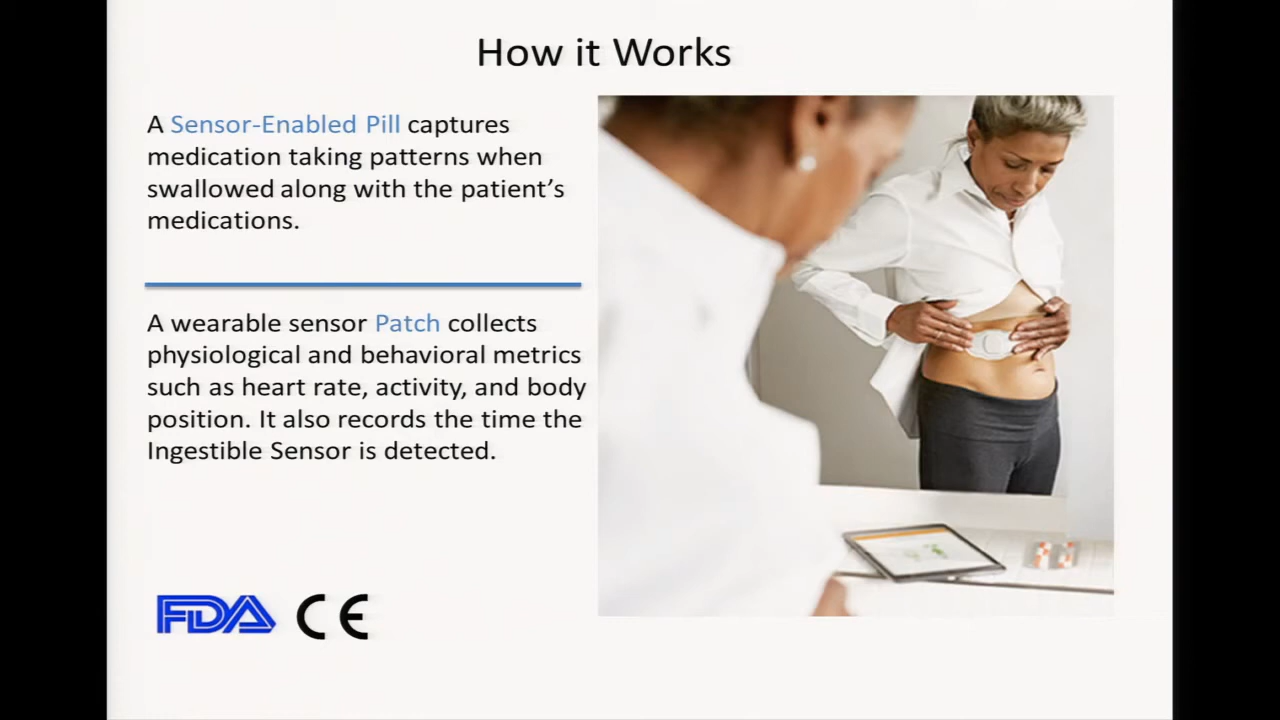 How it Works
A Sensor-Enabled Pill captures
medication taking patterns when
swallowed along with the patient’s
medications.
A wearable sensor Patch collects
physiological and behavioral metrics
such as heart rate, activity, and body
position. It also records the time the
Ingestible Sensor is detected.
FDA CE